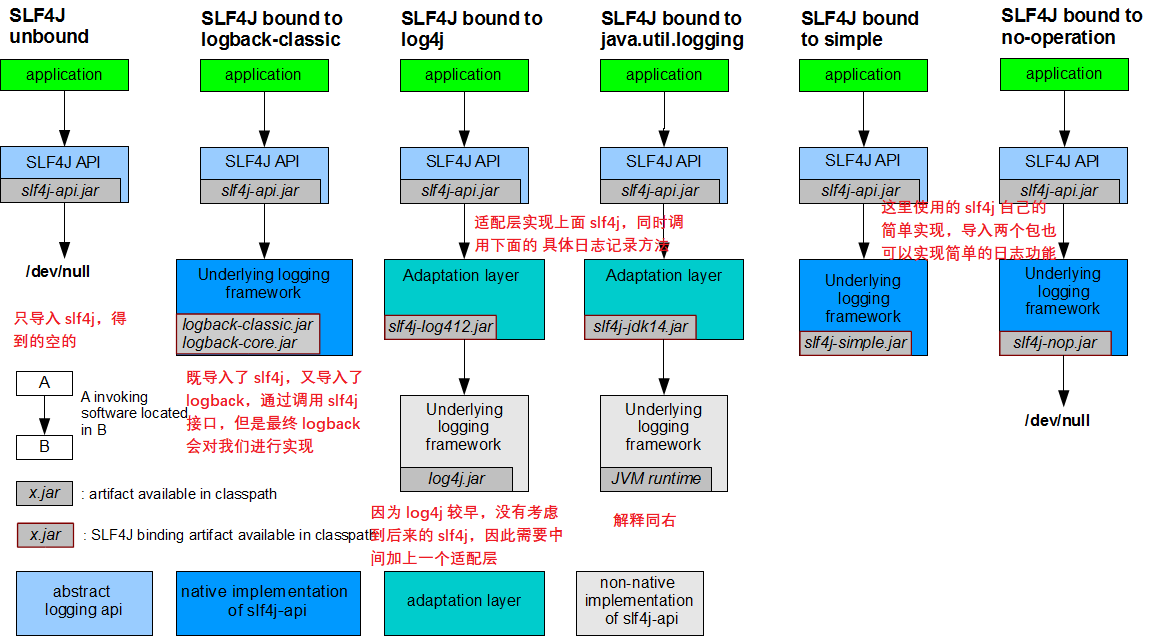 SLF4J
unbound
application
SLF4J API
slf4j-api.jar
/dev/null
只导入 slf4j，得
到的空的
SLF4J bound to
logback-classic
application
SLF4J API
slf4j-api.jar
Underlying logging
framework
logback-classic.jar
logback-core.jar
既导入了 slf4j，又导入了
logback，通过调用 slf4j
接口，但是最终 logback
会对我们进行实现
SLF4J bound to
log4j
application
SLF4J API
slf4j-api.jar
适配层实现上面 slf4j，同时调
用下面的 具体日志记录方法
Adaptation layer
slf4j-log412.jar
Underlying
logging
framework
log4j.jar
因为 log4j 较早，没有考虑
到后来的 slf4j，因此需要中
间加上一个适配层
SLF4J bound to
java.util.logging
application
SLF4J API
slf4j-api.jar
Adaptation layer
slf4j-jdk14.jar
Underlying
logging
framework
JVM runtime
解释同右
SLF4J bound
to simple
application
SLF4J API
slf4j-api.jar
这里使用的 slf4j 自己的
简单实现，导入两个包也
可以实现简单的日志功能
Underlying
logging
framework
slf4j-simple.jar
SLF4J bound to
no-operation
application
SLF4J API
slf4j-api.jar
Underlying
logging
framework
slf4j-nop.jar
/dev/null
A
B
A invoking
software located
in B
x.jar
: artifact available in classpath
x.jar
: SLF4J binding artifact available in classpath
abstract
logging api
native implementation
of slf4j-api
adaptation layer
non-native
implementation
of slf4j-api